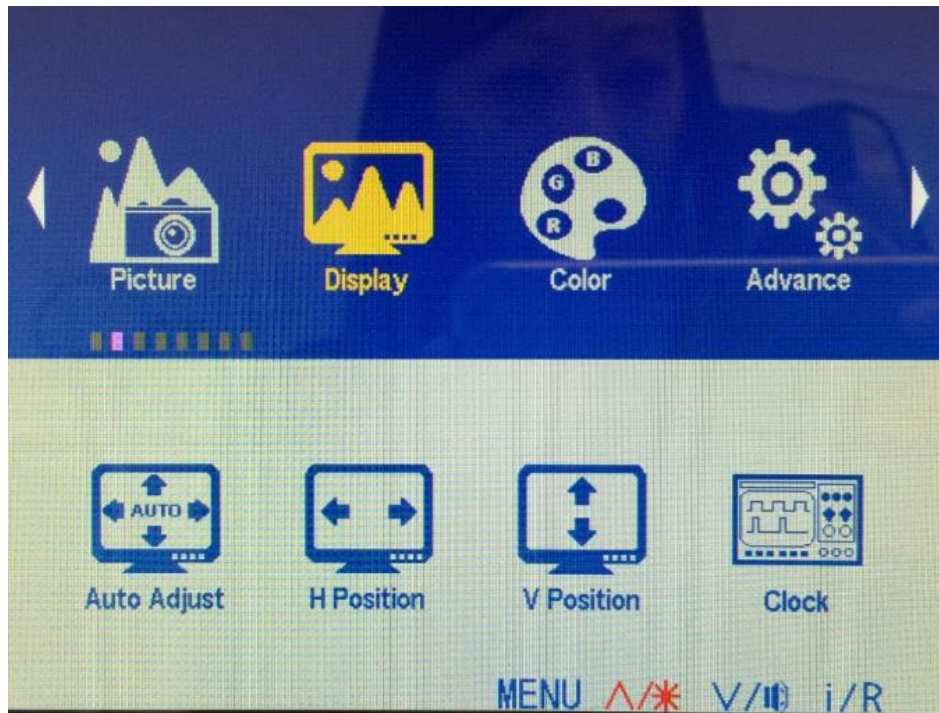 B
G
R
Picture Display Color Advance
AUTO
Auto Adjust H Position V Position Clock
MENU ∧/☀ ∨/ i/R